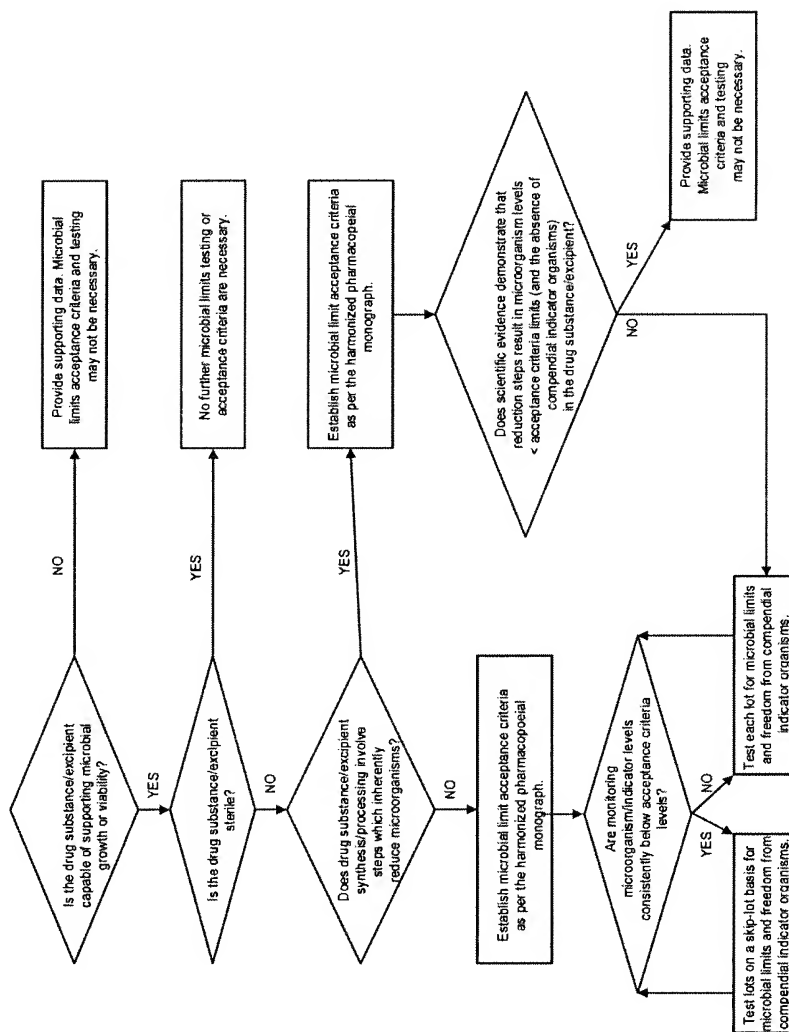 Is the drug substance/excipient
capable of supporting microbial
growth or viability?
NO
Provide supporting data. Microbial
limits acceptance criteria and testing
may not be necessary.
YES
Is the drug substance/excipient
sterile?
YES
No further microbial limits testing or
acceptance criteria are necessary.
NO
Does drug substance/excipient
synthesis/processing involve
steps which inherently
reduce microorganisms?
YES
Establish microbial limit acceptance criteria
as per the harmonized pharmacopeial
monograph.
NO
Does scientific evidence demonstrate that
reduction steps result in microorganism levels
< acceptance criteria limits (and the absence of
compendial indicator organisms)
in the drug substance/excipient?
YES
Provide supporting data.
Microbial limits acceptance
criteria and testing
may not be necessary.
NO
Establish microbial limit acceptance criteria
as per the harmonized pharmacopoeial
monograph.
Are monitoring
microorganism/indicator levels
consistently below acceptance criteria
levels?
YES
NO
Test lots on a skip-lot basis for
microbial limits and freedom from
compendial indicator organisms.
Test each lot for microbial limits
and freedom from compendial
indicator organisms.